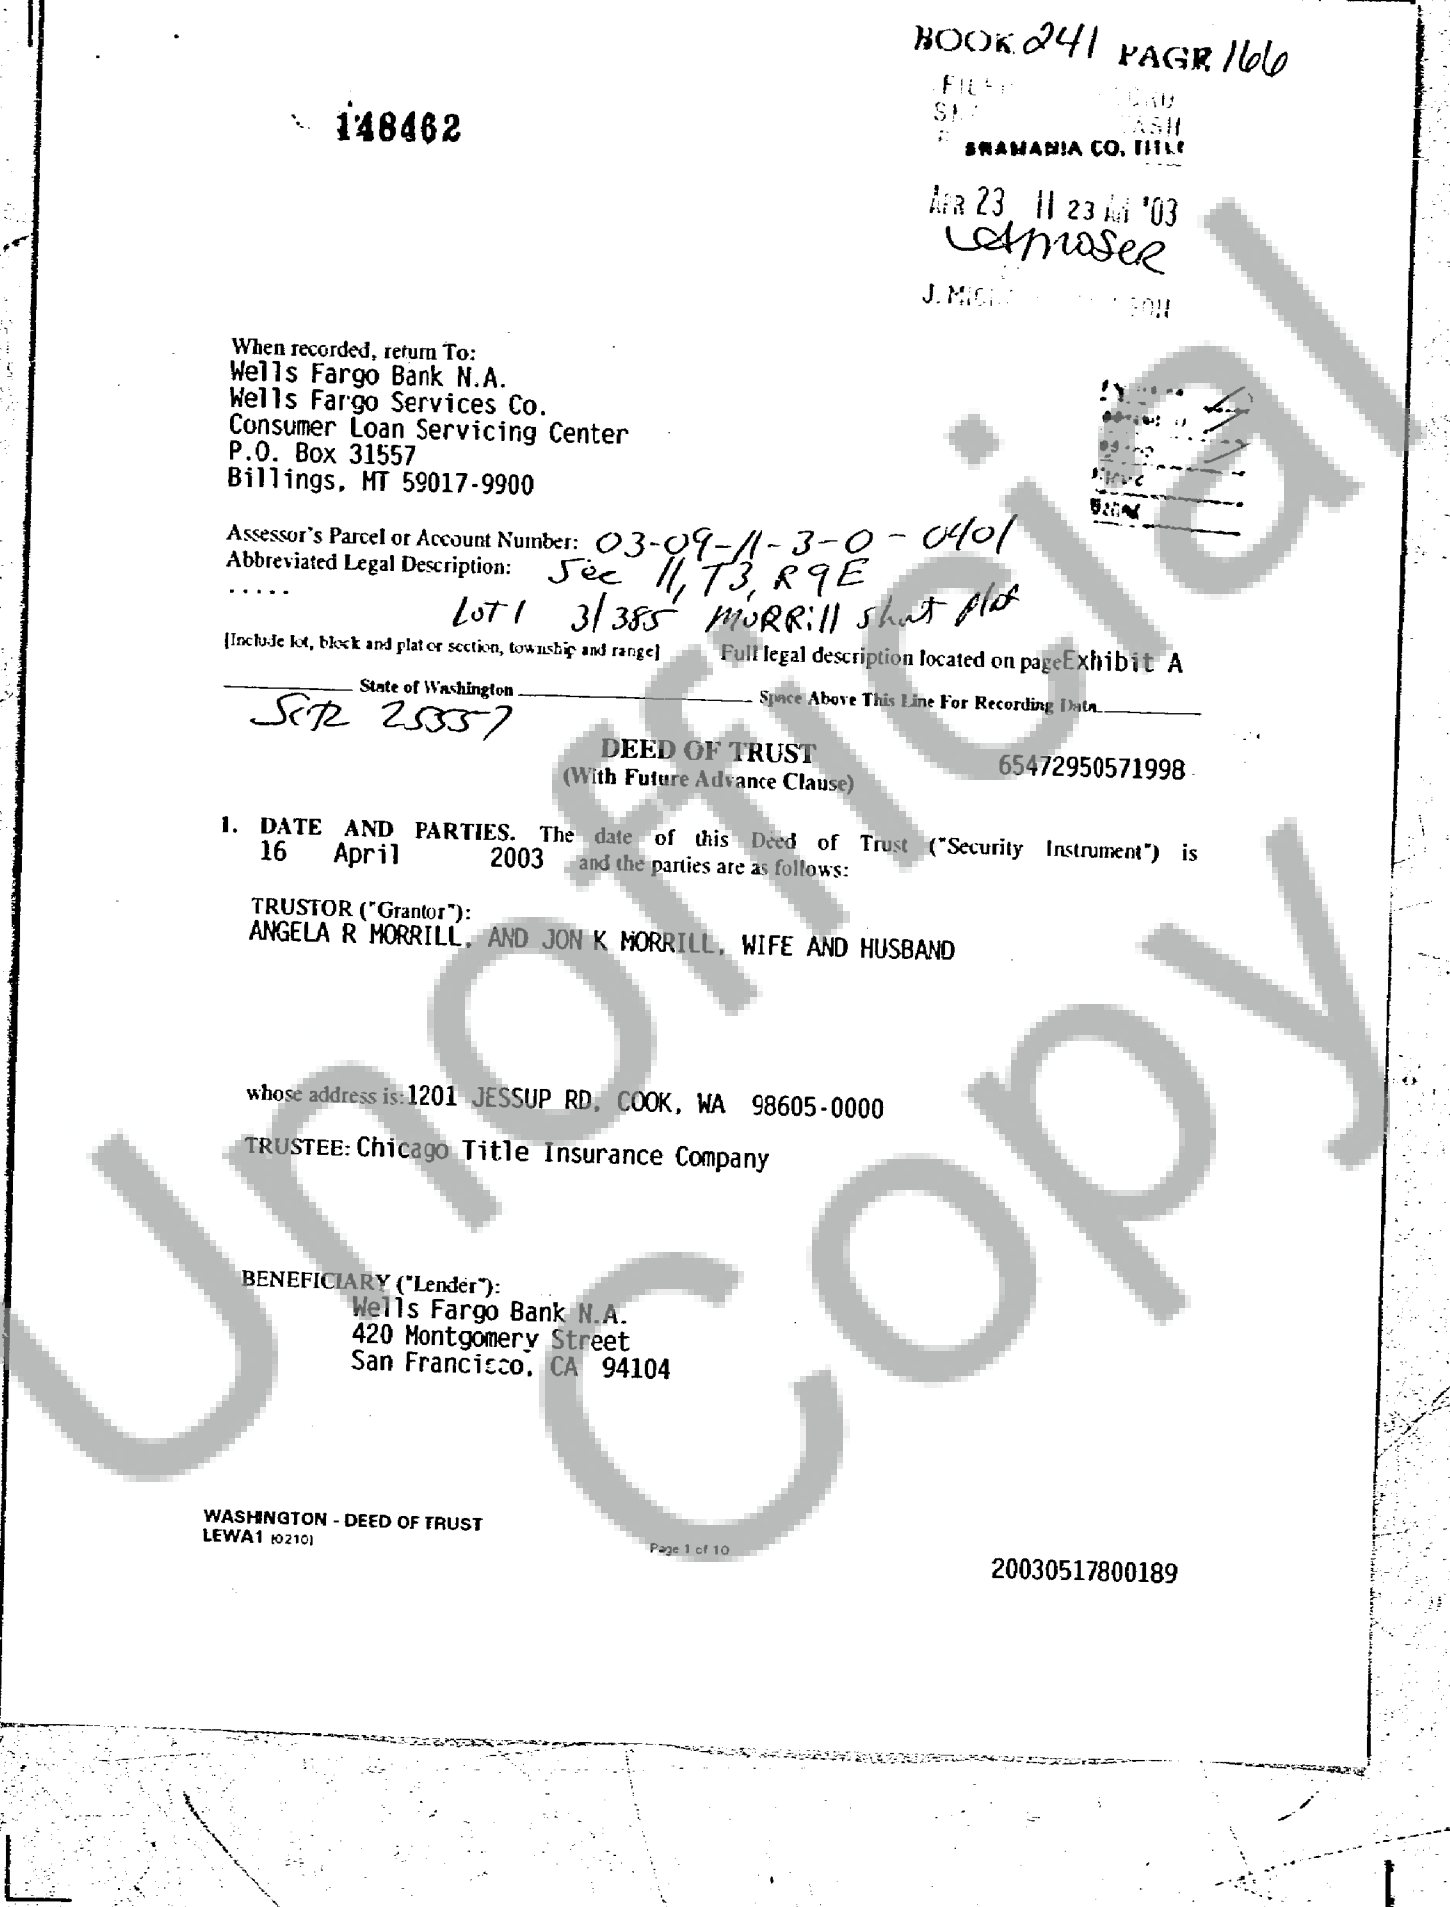 BOOK 241 PAGE 166
148462
SKAMANIA CO. TITLE
APR 23 11 23 AM '03
J. MIC
When recorded, return To:
Wells Fargo Bank N.A.
Wells Fargo Services Co.
Consumer Loan Servicing Center
P.O. Box 31557
Billings, MT 59017-9900
Assessor's Parcel or Account Number: 03-09-11-3-0-0401
Abbreviated Legal Description: Sec 11, T3, R9E
.....
LOT 1 3/385 MORRill short plat
[Include lot, block and plat or section, township and range] Full legal description located on page Exhibit A
State of Washington Space Above This Line For Recording Data
SCTR 25557
DEED OF TRUST
(With Future Advance Clause) 65472950571998
1. DATE AND PARTIES. The date of this Deed of Trust ("Security Instrument") is
16 April 2003 and the parties are as follows:
TRUSTOR ("Grantor"):
ANGELA R MORRILL, AND JON K MORRILL, WIFE AND HUSBAND
whose address is: 1201 JESSUP RD, COOK, WA 98605-0000
TRUSTEE: Chicago Title Insurance Company
BENEFICIARY ("Lender"):
Wells Fargo Bank N.A.
420 Montgomery Street
San Francisco, CA 94104
WASHINGTON - DEED OF TRUST
LEWA1 (0210)
Page 1 of 10
20030517800189
Unofficial
Copy